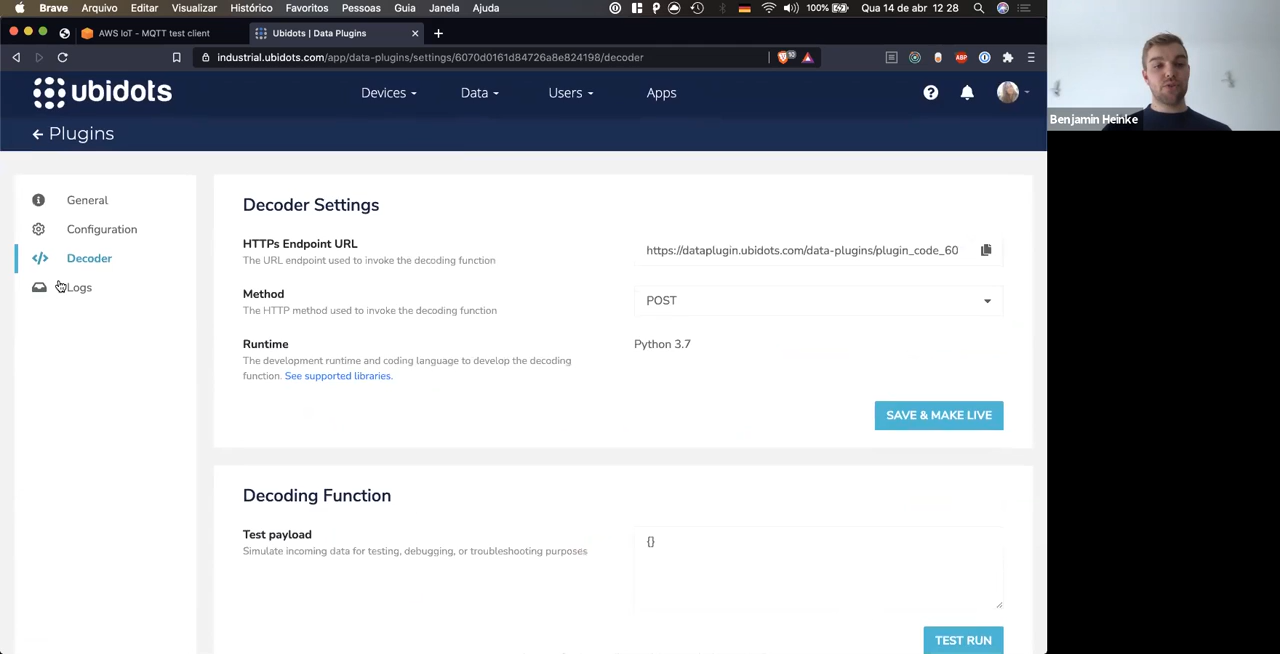 Brave Arquivo Editar Visualizar Histórico Favoritos Pessoas Guia Janela Ajuda 100% Qua 14 de abr 12 28
AWS IoT - MQTT test client
Ubidots | Data Plugins
industrial.ubidots.com/app/data-plugins/settings/6070d0161d84726a8e824198/decoder
10
ABP
ubidots
Devices
Data
Users
Apps
Plugins
Benjamin Heinke
General
Configuration
Decoder
Logs
Decoder Settings
HTTPs Endpoint URL
The URL endpoint used to invoke the decoding function
https://dataplugin.ubidots.com/data-plugins/plugin_code_60
Method
The HTTP method used to invoke the decoding function
POST
Runtime
The development runtime and coding language to develop the decoding
function. See supported libraries.
Python 3.7
SAVE & MAKE LIVE
Decoding Function
Test payload
Simulate incoming data for testing, debugging, or troubleshooting purposes
{}
TEST RUN